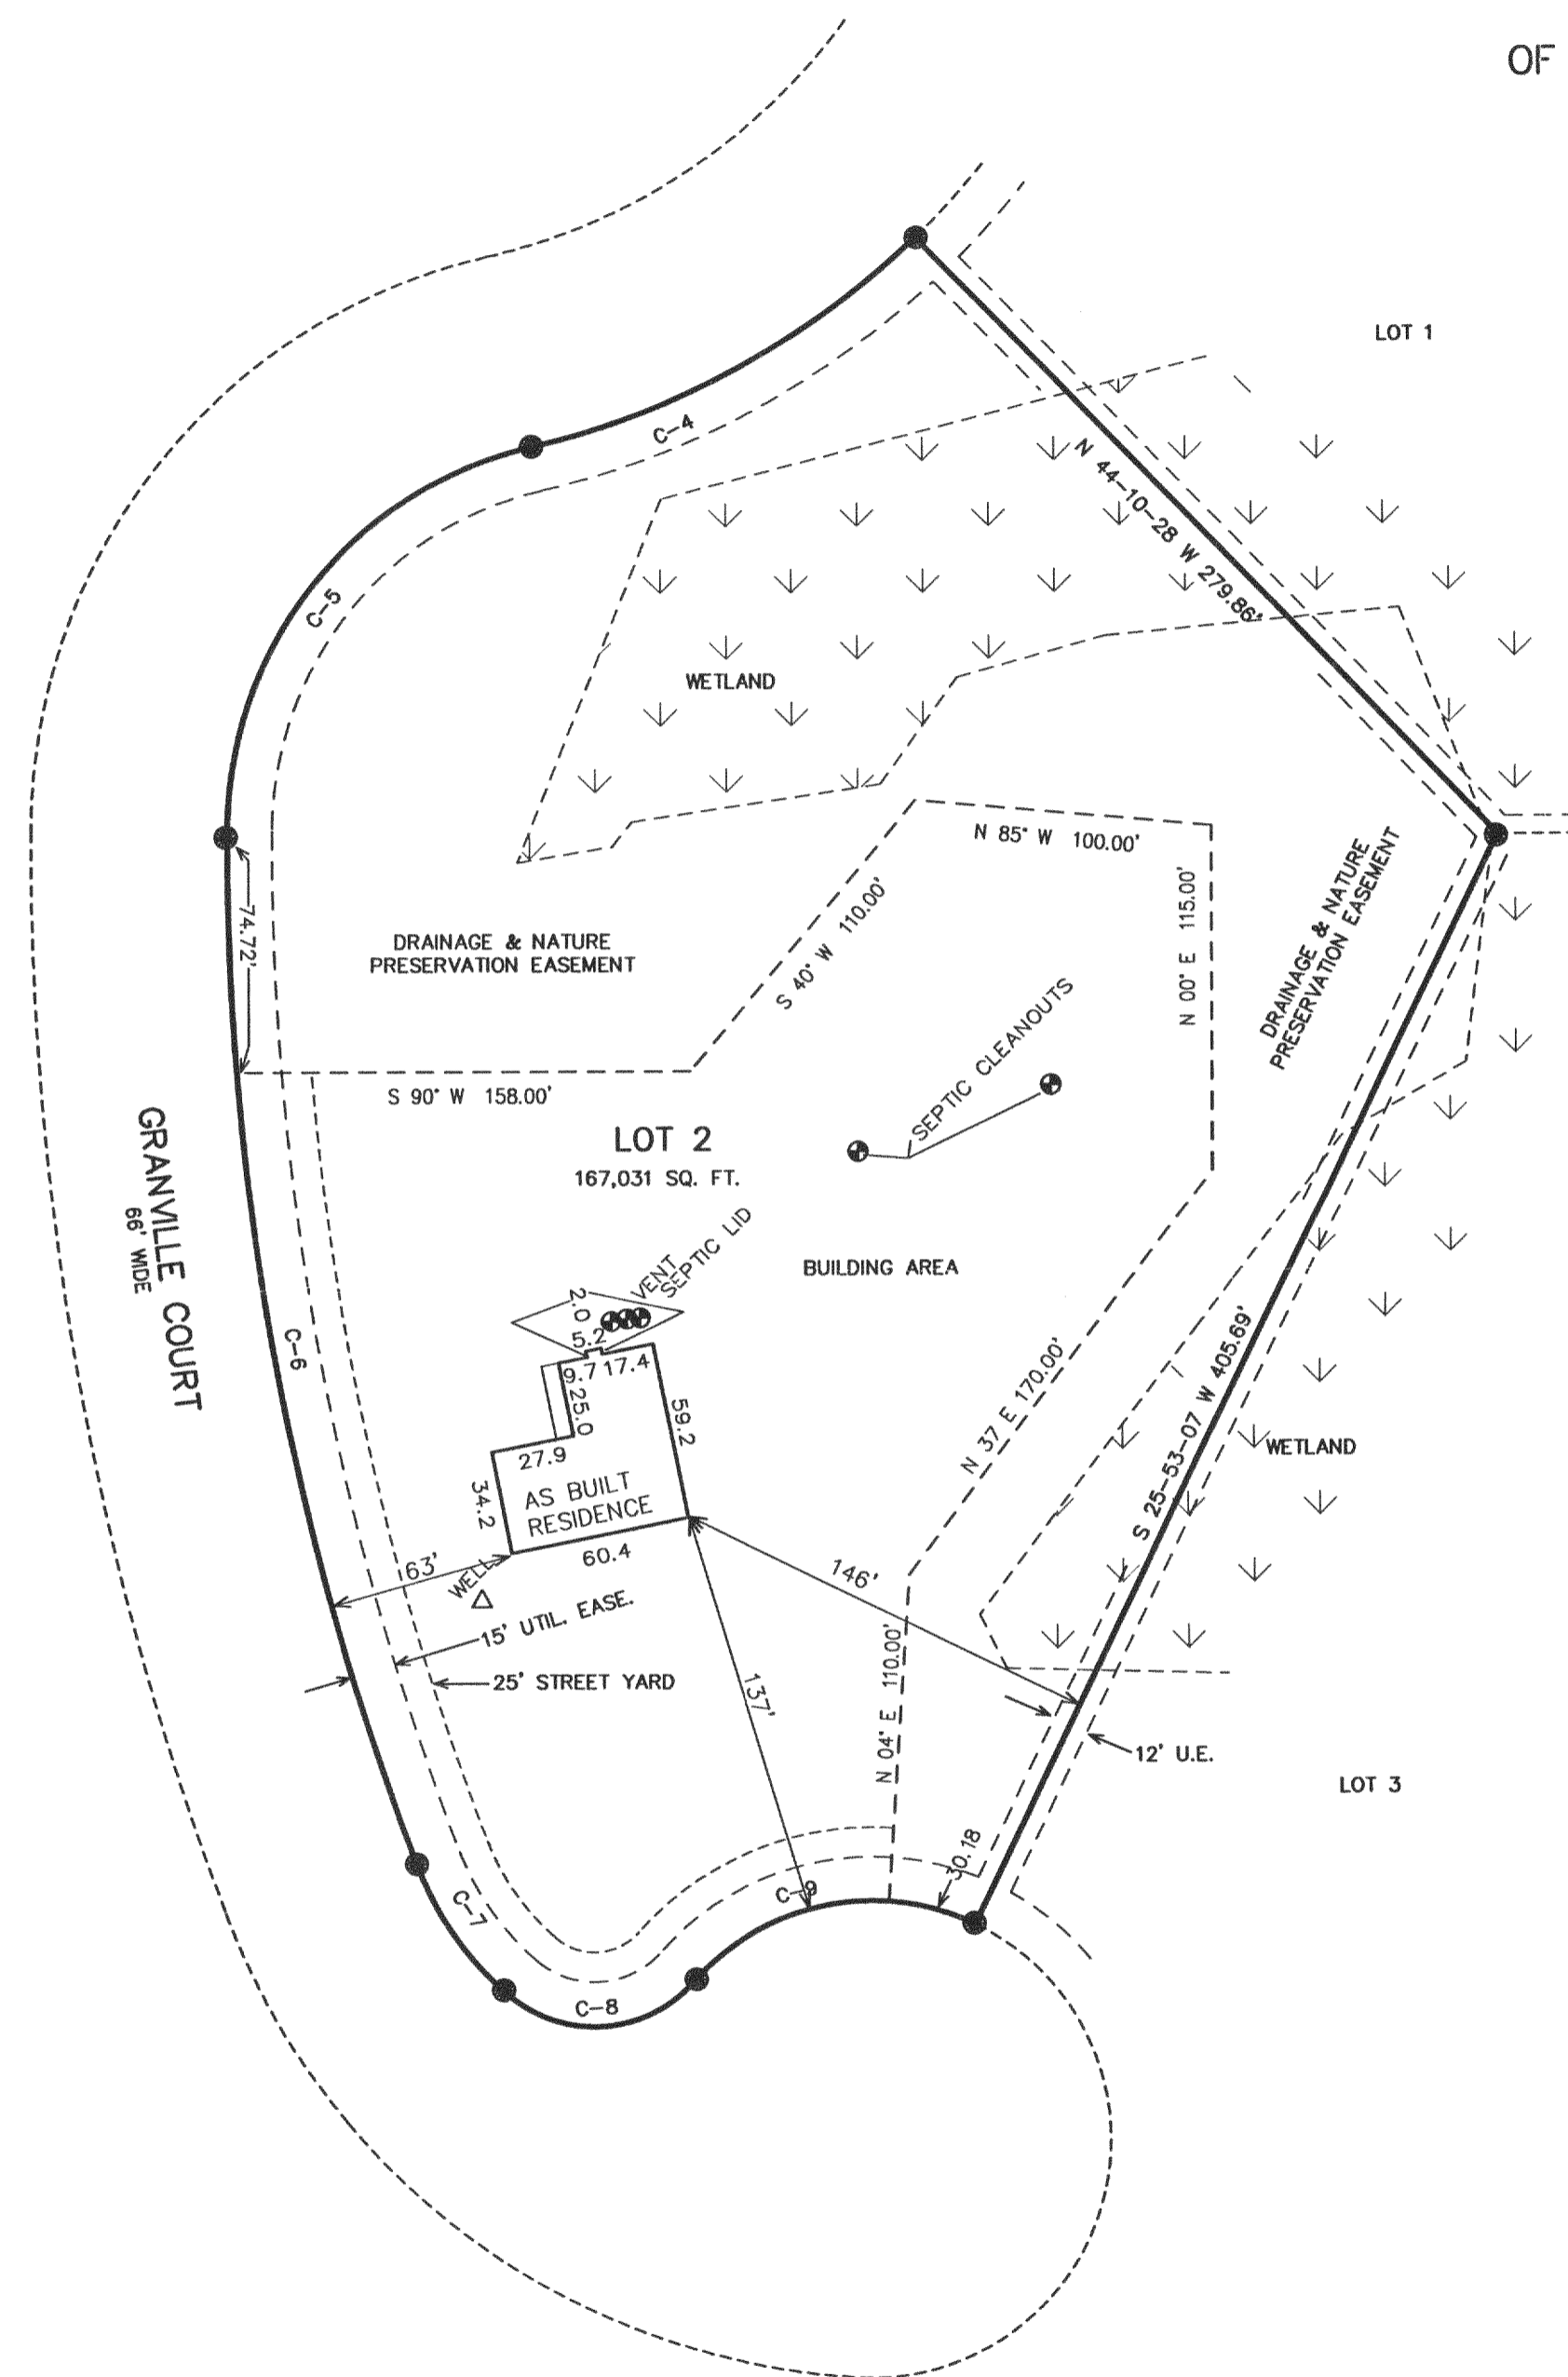 OF
LOT 1
C-4
N 44-10-28 W 279.86'
C-5
WETLAND
N 85° W 100.00'
S 40° W 110.00'
N 00° E 115.00'
DRAINAGE & NATURE
PRESERVATION EASEMENT
74.72'
DRAINAGE & NATURE
PRESERVATION EASEMENT
S 90° W 158.00'
SEPTIC CLEANOUTS
LOT 2
167,031 SQ. FT.
GRANVILLE COURT
66' WIDE
VENT
SEPTIC LID
BUILDING AREA
2.0
5.2
9.7
17.4
25.0
59.2
C-6
27.9
34.2
AS BUILT
RESIDENCE
60.4
N 37 E 170.00'
S 25-53-07 W 405.69'
WETLAND
63'
WELL
146'
15' UTIL. EASE.
25' STREET YARD
137'
N 04° E 110.00'
12' U.E.
LOT 3
30.18
C-9
C-7
C-8